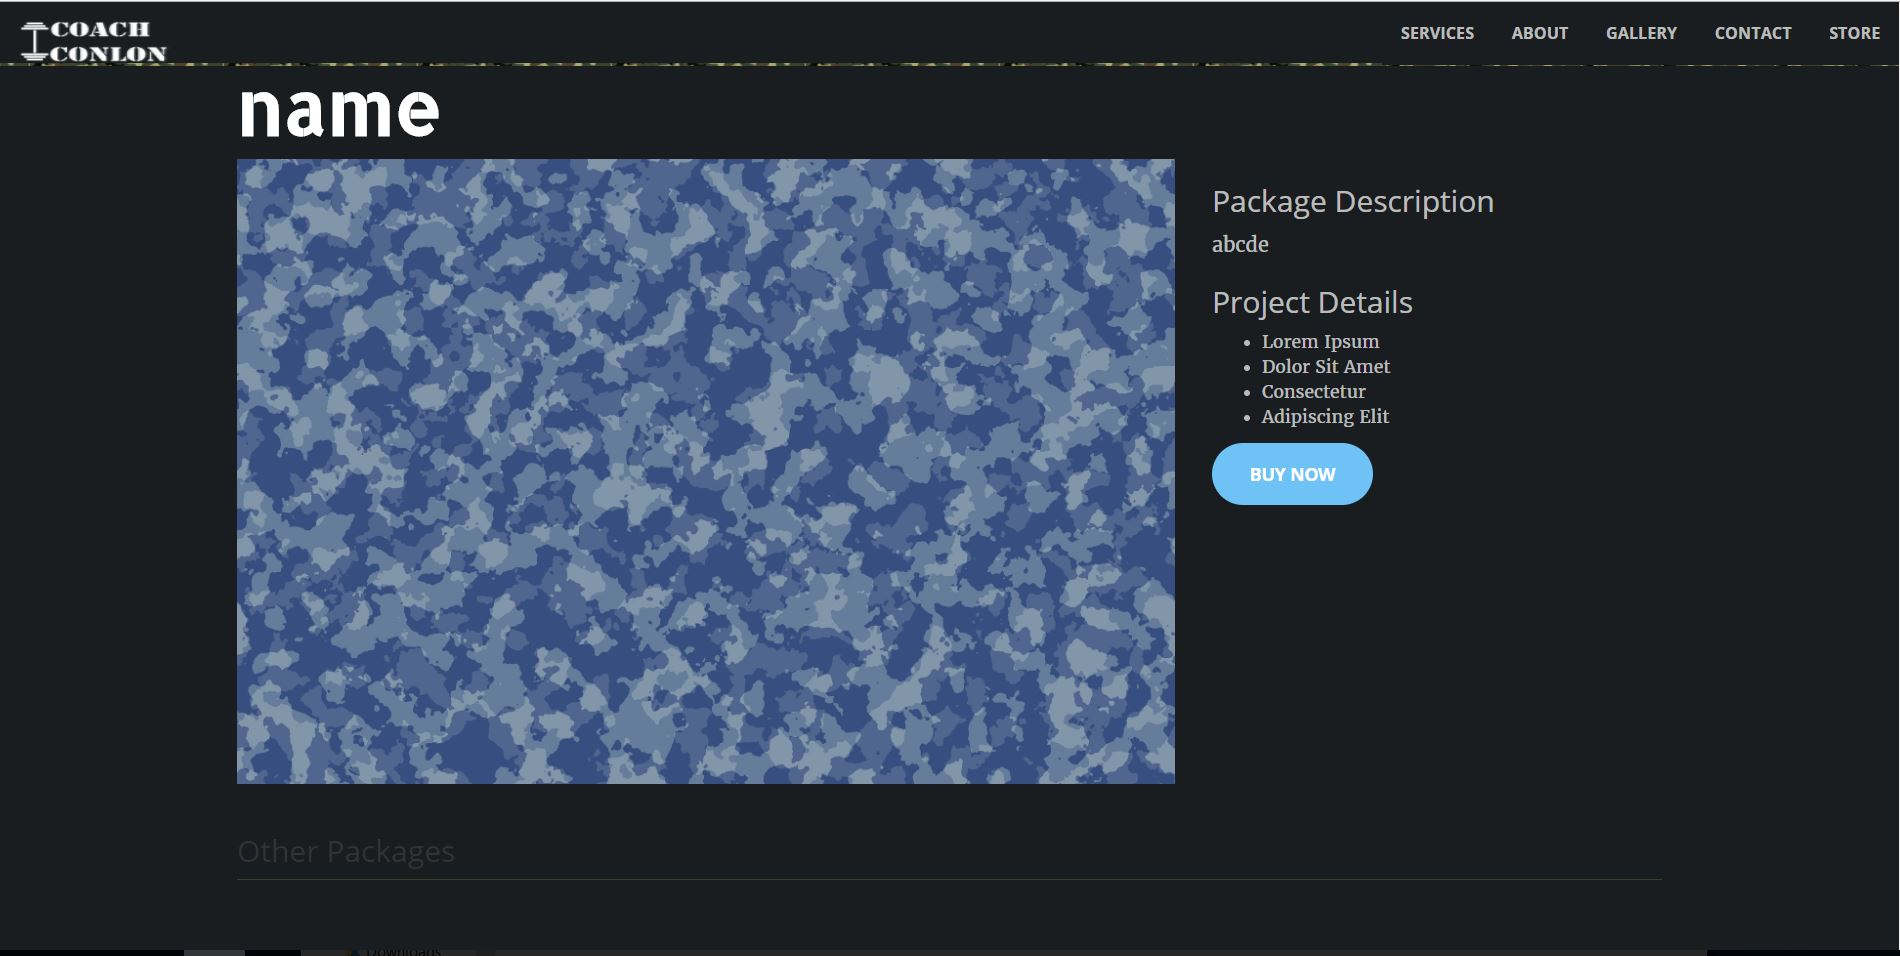 COACH
CONLON
SERVICES ABOUT GALLERY CONTACT STORE
name
Package Description
abcde
Project Details
Lorem Ipsum
Dolor Sit Amet
Consectetur
Adipiscing Elit
BUY NOW
Other Packages
Downloads